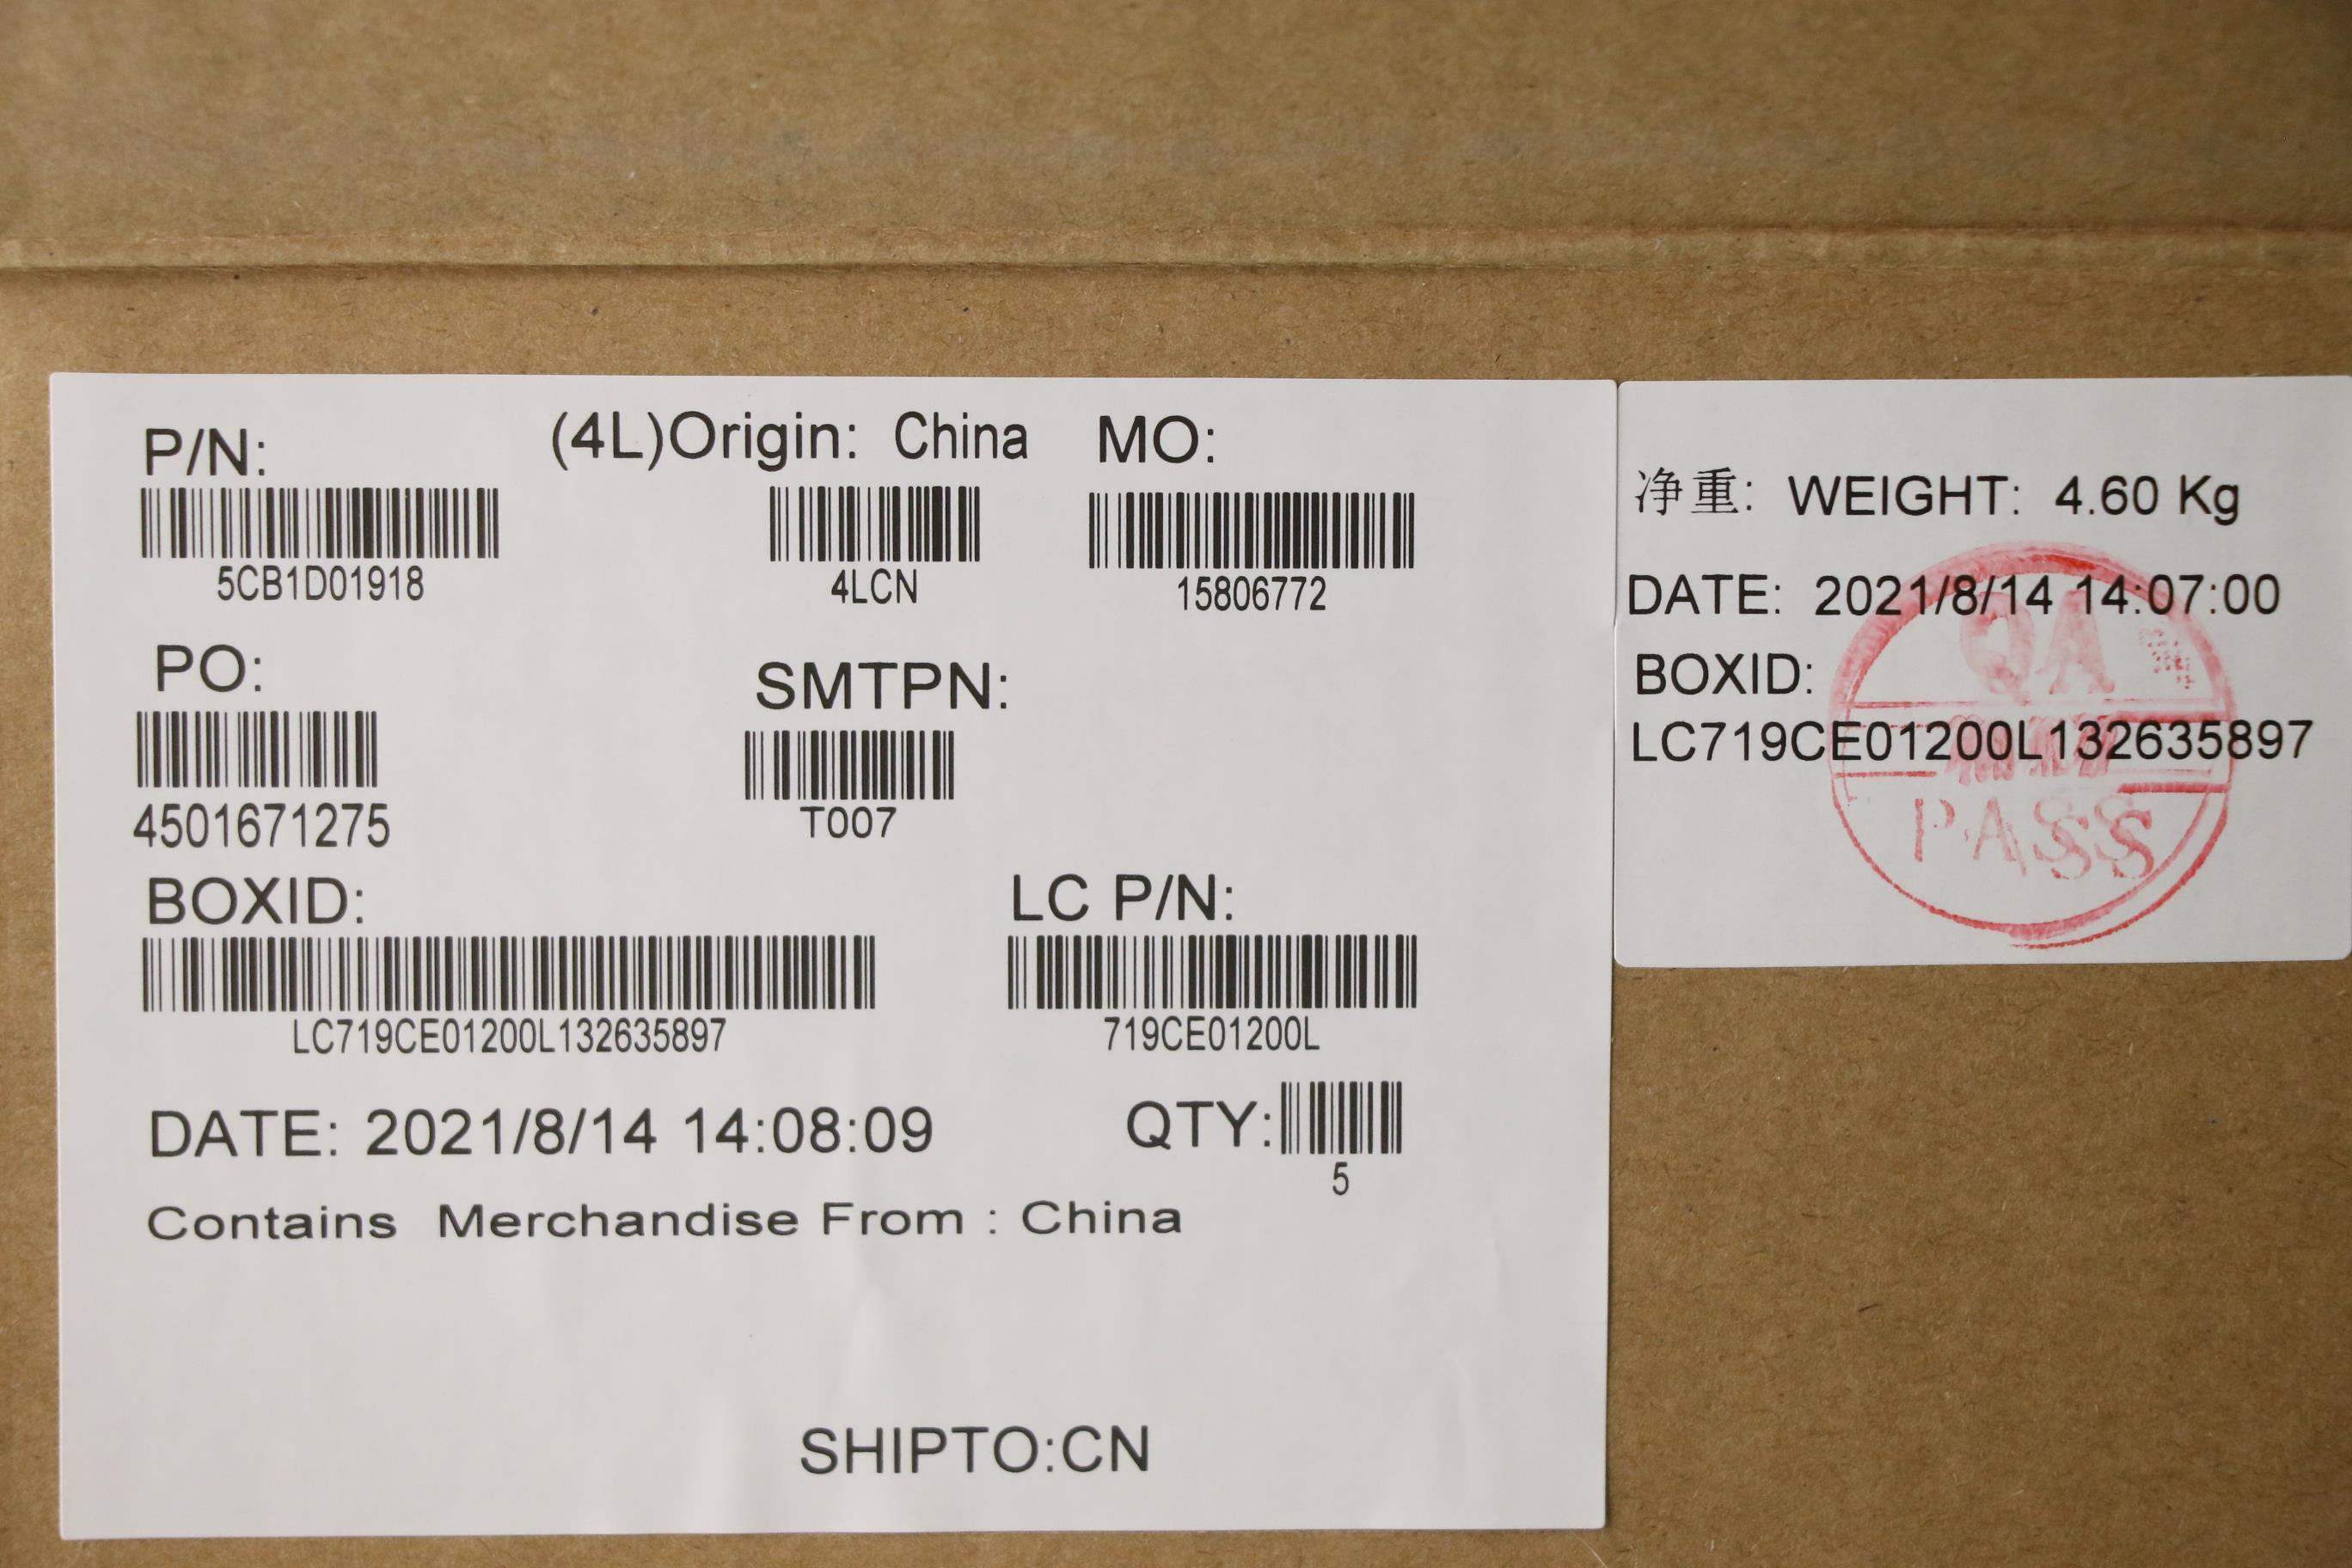 P/N: (4L)Origin: China MO:
5CB1D01918 4LCN 15806772
PO: SMTPN:
4501671275 T007
BOXID: LC P/N:
LC719CE01200L132635897 719CE01200L
DATE: 2021/8/14 14:08:09 QTY:
5
Contains Merchandise From : China
SHIPTO:CN
净重: WEIGHT: 4.60 Kg
DATE: 2021/8/14 14:07:00
BOXID:
LC719CE01200L132635897
QA
PASS